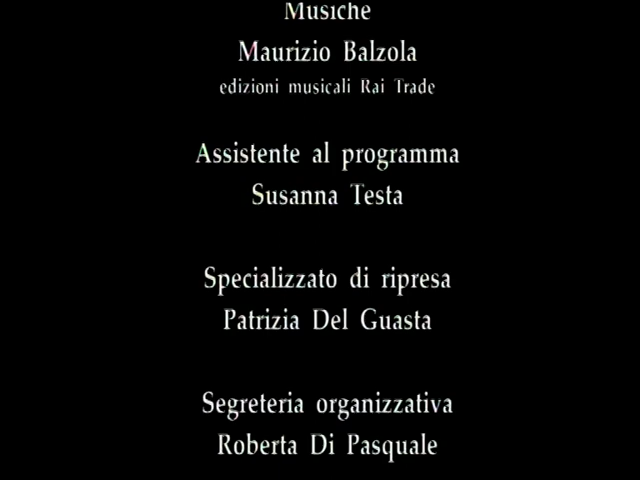 Musiche
Maurizio Balzola
edizioni musicali Rai Trade
Assistente al programma
Susanna Testa
Specializzato di ripresa
Patrizia Del Guasta
Segreteria organizzativa
Roberta Di Pasquale